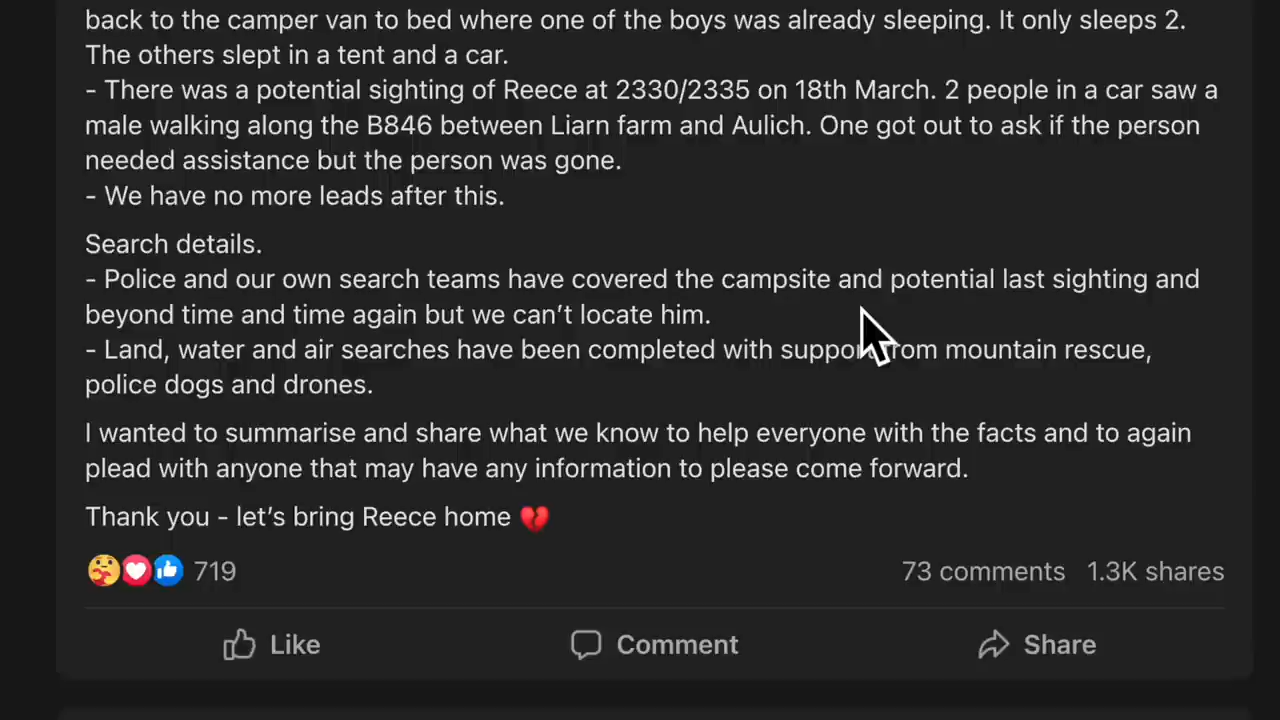 back to the camper van to bed where one of the boys was already sleeping. It only sleeps 2.
The others slept in a tent and a car.
- There was a potential sighting of Reece at 2330/2335 on 18th March. 2 people in a car saw a
male walking along the B846 between Liarn farm and Aulich. One got out to ask if the person
needed assistance but the person was gone.
- We have no more leads after this.
Search details.
- Police and our own search teams have covered the campsite and potential last sighting and
beyond time and time again but we can’t locate him.
- Land, water and air searches have been completed with support from mountain rescue,
police dogs and drones.
I wanted to summarise and share what we know to help everyone with the facts and to again
plead with anyone that may have any information to please come forward.
Thank you - let’s bring Reece home 💔
719 73 comments 1.3K shares
Like Comment Share